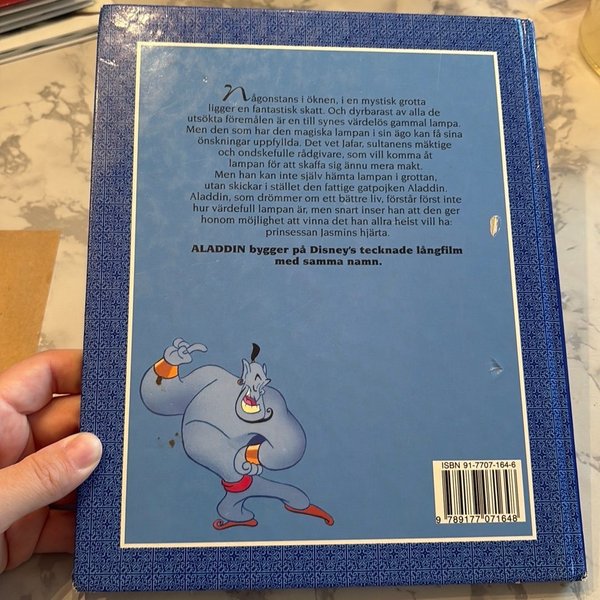 Någonstans i öknen, i en mystisk grotta
ligger en fantastisk skatt. Och dyrbarast av alla de
utsökta föremålen är en till synes värdelös gammal lampa.
Men den som har den magiska lampan i sin ägo kan få sina
önskningar uppfyllda. Det vet Jafar, sultanens mäktige
och ondskefulle rådgivare, som vill komma åt
lampan för att skaffa sig ännu mera makt.
Men han kan inte själv hämta lampan i grottan,
utan skickar i stället den fattige gatpojken Aladdin.
Aladdin, som drömmer om ett bättre liv, förstår först inte
hur värdefull lampan är, men snart inser han att den ger
honom möjlighet att vinna det han allra helst vill ha:
prinsessan Jasmins hjärta.
ALADDIN bygger på Disney's tecknade långfilm
med samma namn.
ISBN 91-7707-164-6
9 789177 071648